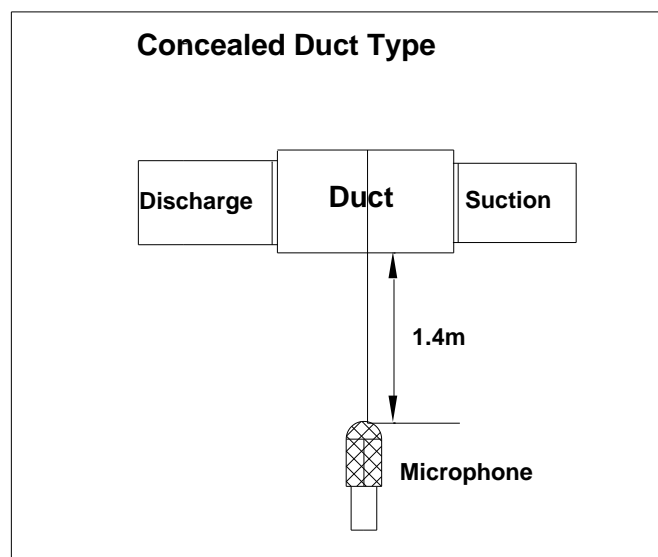 Concealed Duct Type
Discharge
Duct
Suction
1.4m
Microphone